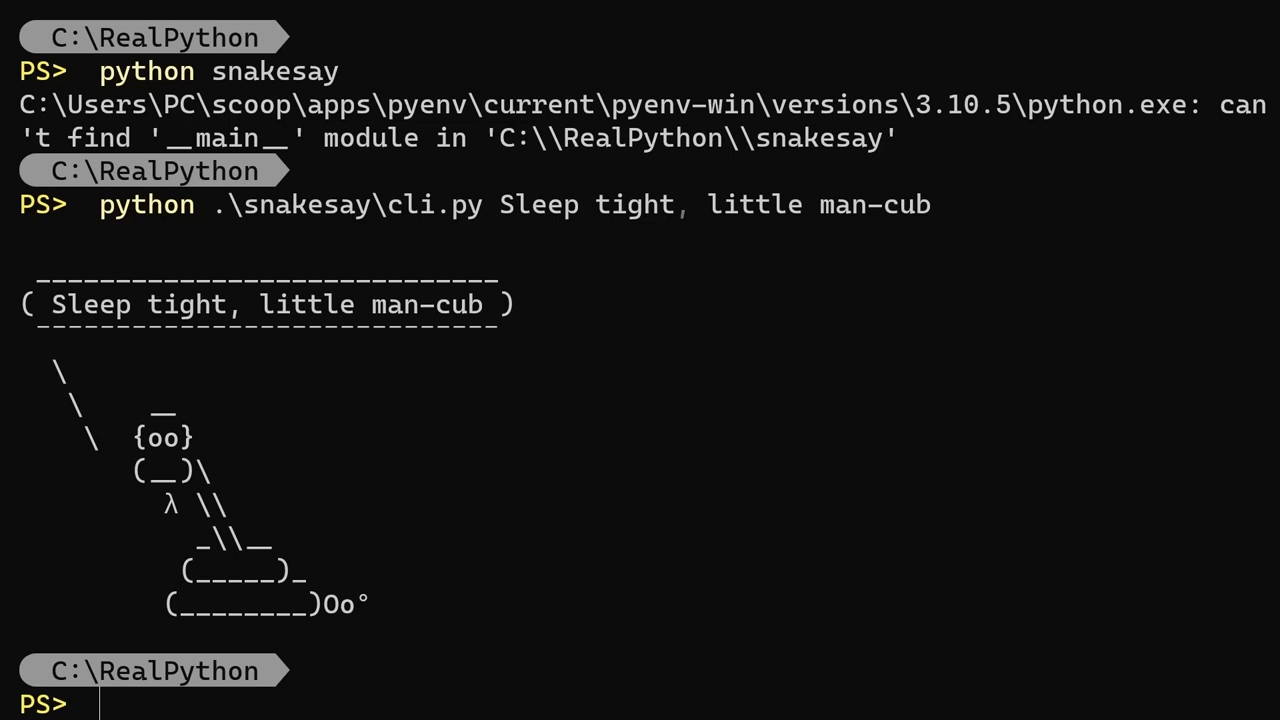 C:\RealPython
PS>  python snakesay
C:\Users\PC\scoop\apps\pyenv\current\pyenv-win\versions\3.10.5\python.exe: can
't find '__main__' module in 'C:\\RealPython\\snakesay'
C:\RealPython
PS>  python .\snakesay\cli.py Sleep tight, little man-cub
 _____________________________
( Sleep tight, little man-cub )
 -----------------------------
  \
   \    __
    \  {oo}
       (__)\
         λ \\
           _\\__
          (_____)_
         (________)Oo°
C:\RealPython
PS>